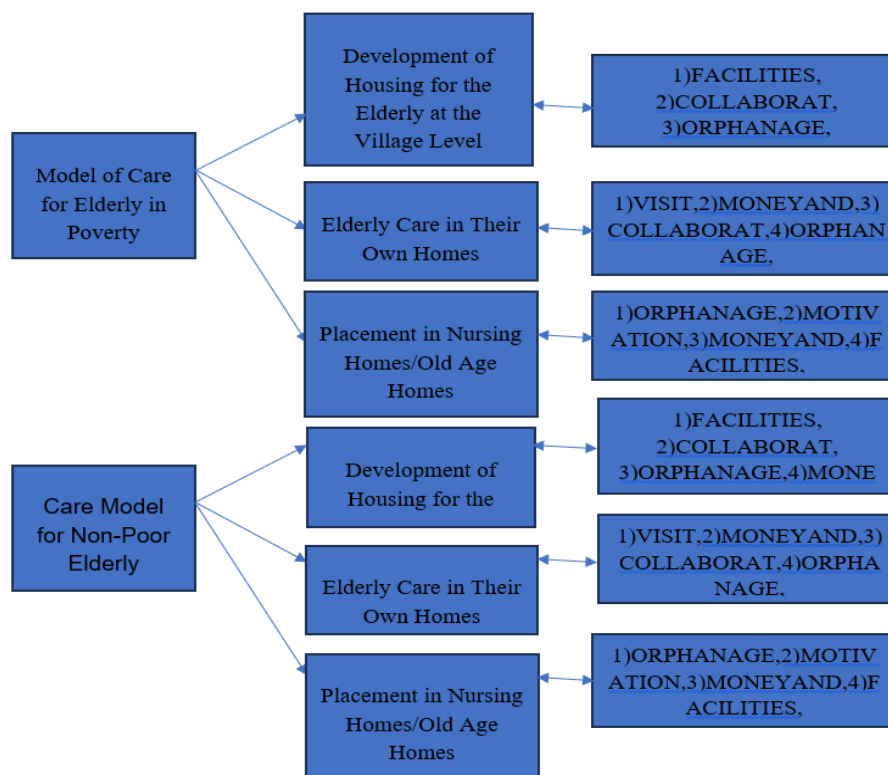 Development of
Housing for the
Elderly at the
Village Level
1)FACILITIES,
2)COLLABORAT,
3)ORPHANAGE,
Model of Care
for Elderly in
Poverty
Elderly Care in Their
Own Homes
1)VISIT,2)MONEYAND,3)
COLLABORAT,4)ORPHAN
AGE,
Placement in Nursing
Homes/Old Age
Homes
1)ORPHANAGE,2)MOTIV
ATION,3)MONEYAND,4)F
ACILITIES,
Care Model
for Non-Poor
Elderly
Development of
Housing for the
1)FACILITIES,
2)COLLABORAT,
3)ORPHANAGE,4)MONE
Elderly Care in Their
Own Homes
1)VISIT,2)MONEYAND,3)
COLLABORAT,4)ORPHA
NAGE,
Placement in Nursing
Homes/Old Age
Homes
1)ORPHANAGE,2)MOTIV
ATION,3)MONEYAND,4)F
ACILITIES,